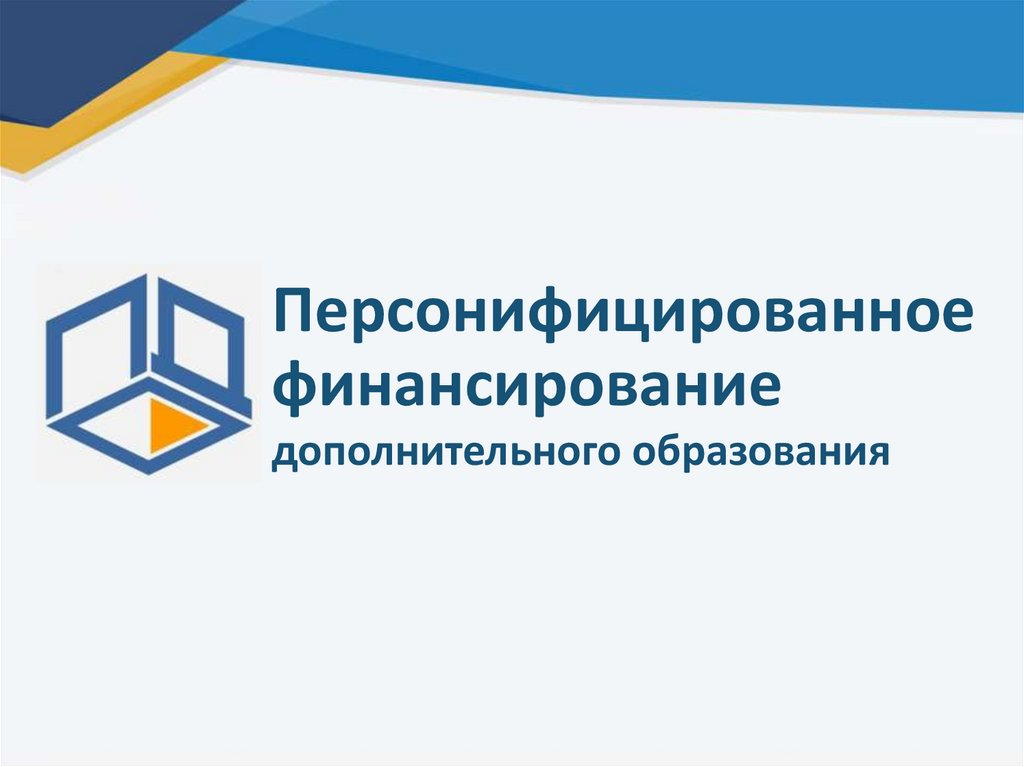 Персонифицированное
финансирование
дополнительного образования